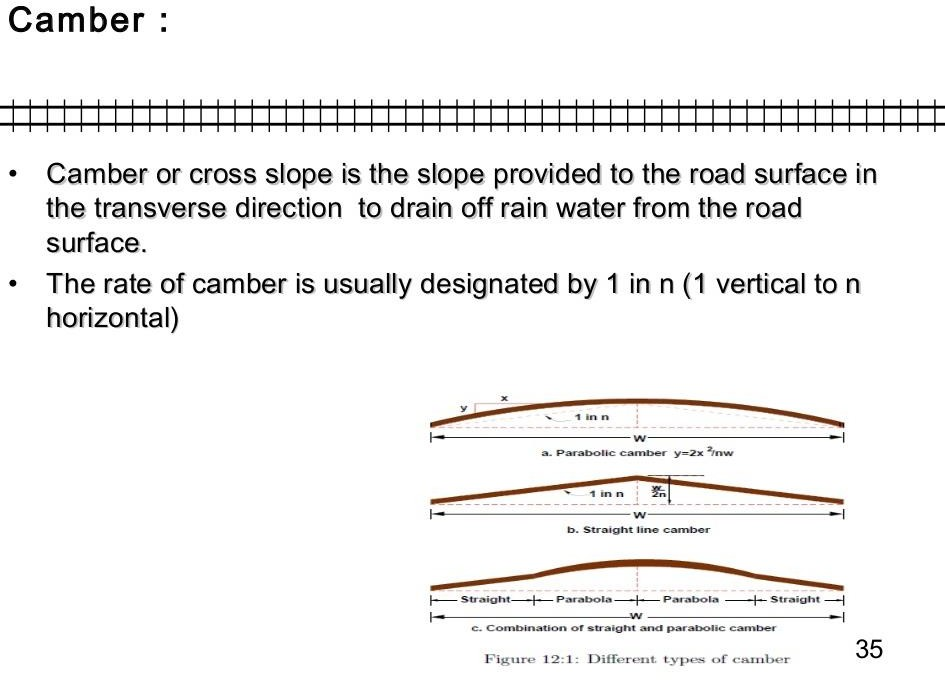 Camber :
• Camber or cross slope is the slope provided to the road surface in
the transverse direction  to drain off rain water from the road
surface.
• The rate of camber is usually designated by 1 in n (1 vertical to n
horizontal)
x
y
1 in n
W
a. Parabolic camber y=2x²/nw
1 in n
W/2n
W
b. Straight line camber
Straight Parabola Parabola Straight
W
c. Combination of straight and parabolic camber
Figure 12:1: Different types of camber
35